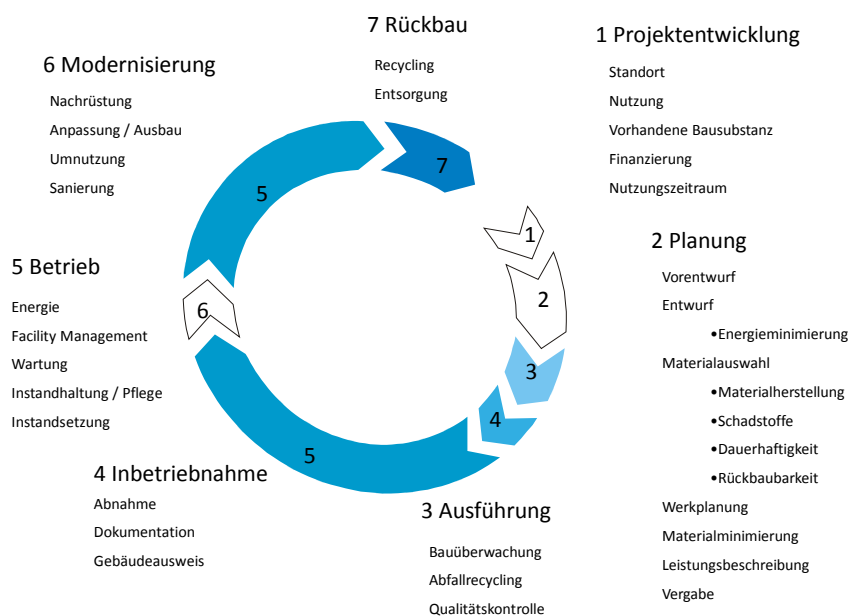 7 Rückbau
Recycling
Entsorgung
1 Projektentwicklung
Standort
Nutzung
Vorhandene Bausubstanz
Finanzierung
Nutzungszeitraum
6 Modernisierung
Nachrüstung
Anpassung / Ausbau
Umnutzung
Sanierung
5
7
1
2 Planung
Vorentwurf
Entwurf
•Energieminimierung
Materialauswahl
•Materialherstellung
•Schadstoffe
•Dauerhaftigkeit
•Rückbaubarkeit
Werkplanung
Materialminimierung
Leistungsbeschreibung
Vergabe
5 Betrieb
Energie
Facility Management
Wartung
Instandhaltung / Pflege
Instandsetzung
6
2
3
4
5
4 Inbetriebnahme
Abnahme
Dokumentation
Gebäudeausweis
3 Ausführung
Bauüberwachung
Abfallrecycling
Qualitätskontrolle